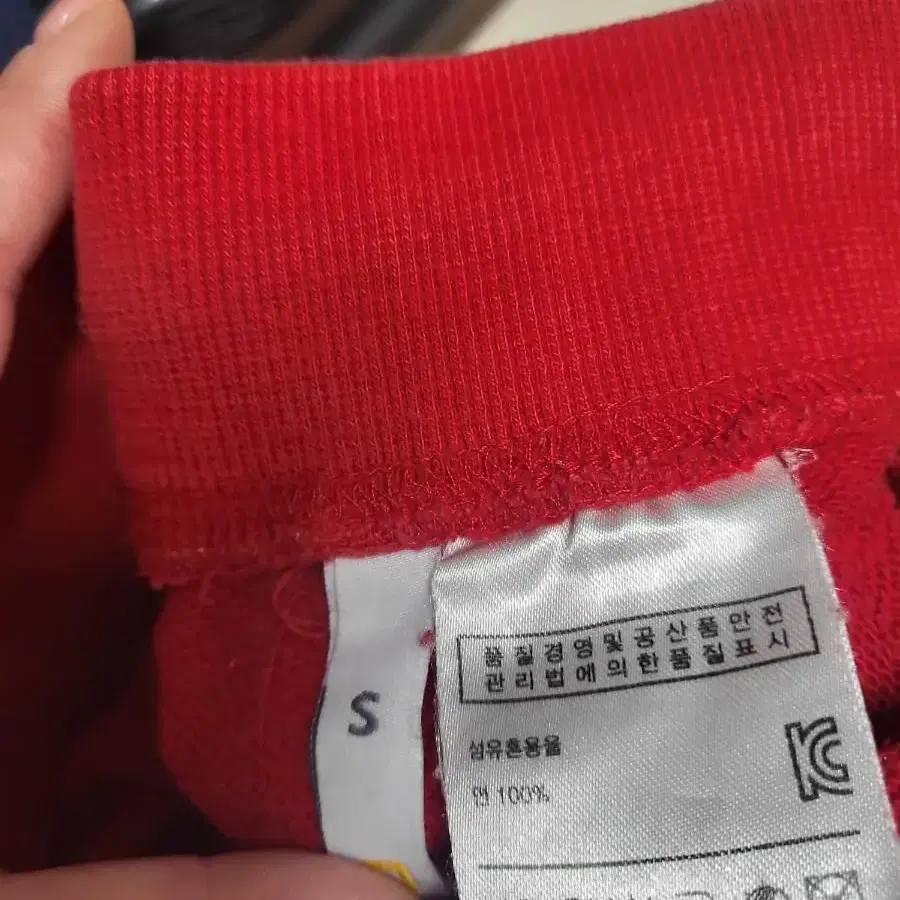 품질경영및공산품안전
관리법에의한품질표시
S
섬유혼용율
면 100%